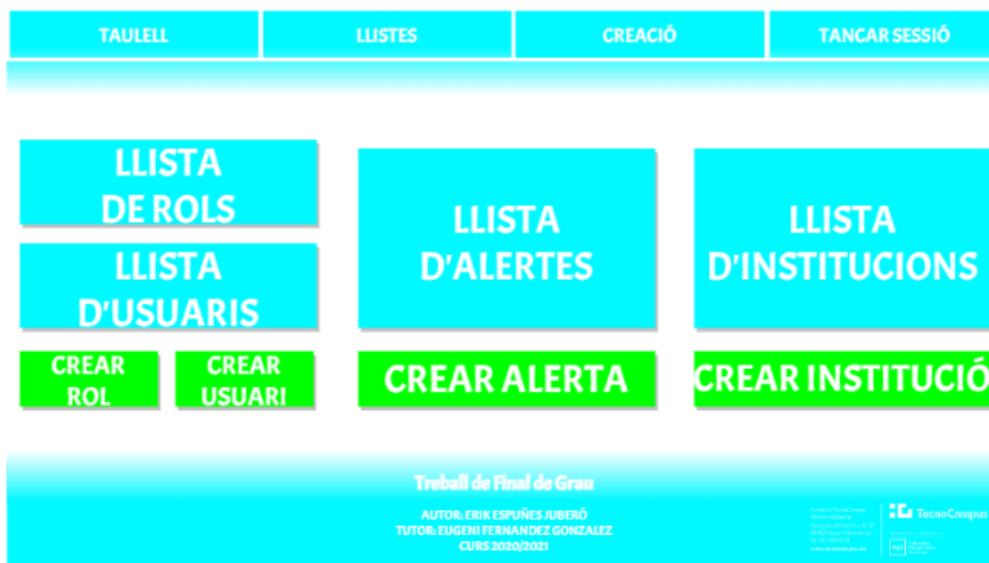 TAULELL
LLISTES
CREACIÓ
TANCAR SESSIÓ
LLISTA
DE ROLS
LLISTA
D'USUARIS
LLISTA
D'ALERTES
LLISTA
D'INSTITUCIONS
CREAR
ROL
CREAR
USUARI
CREAR ALERTA
CREAR INSTITUCIÓ
Treball de Final de Grau
AUTOR: ERIK ESPUÑES JUBERÓ
TUTOR: EUGENI FERNANDEZ GONZALEZ
CURS 2020/2021
TecnoCampus